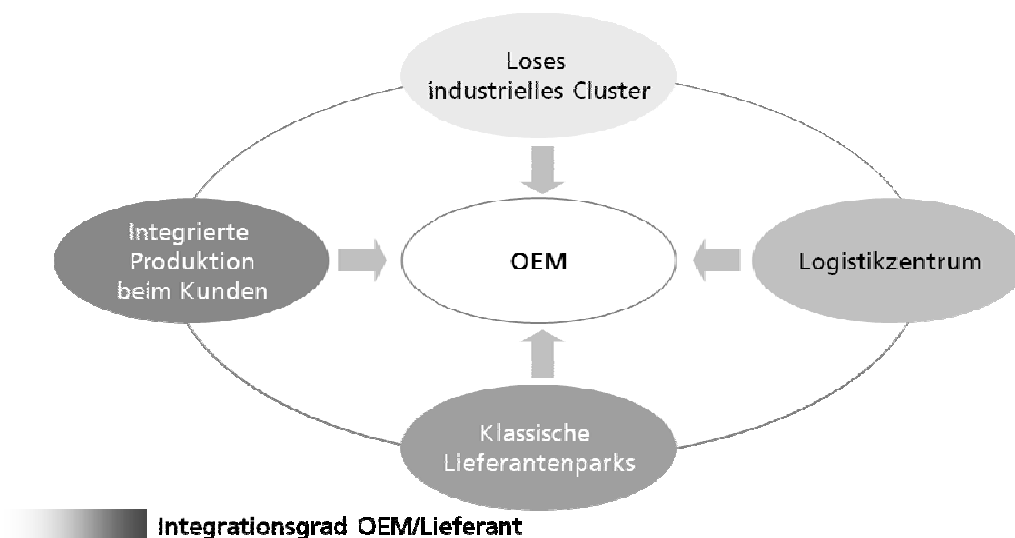 Loses
industrielles Cluster
Integrierte
Produktion
beim Kunden
OEM
Logistikzentrum
Klassische
Lieferantenparks
Integrationsgrad OEM/Lieferant